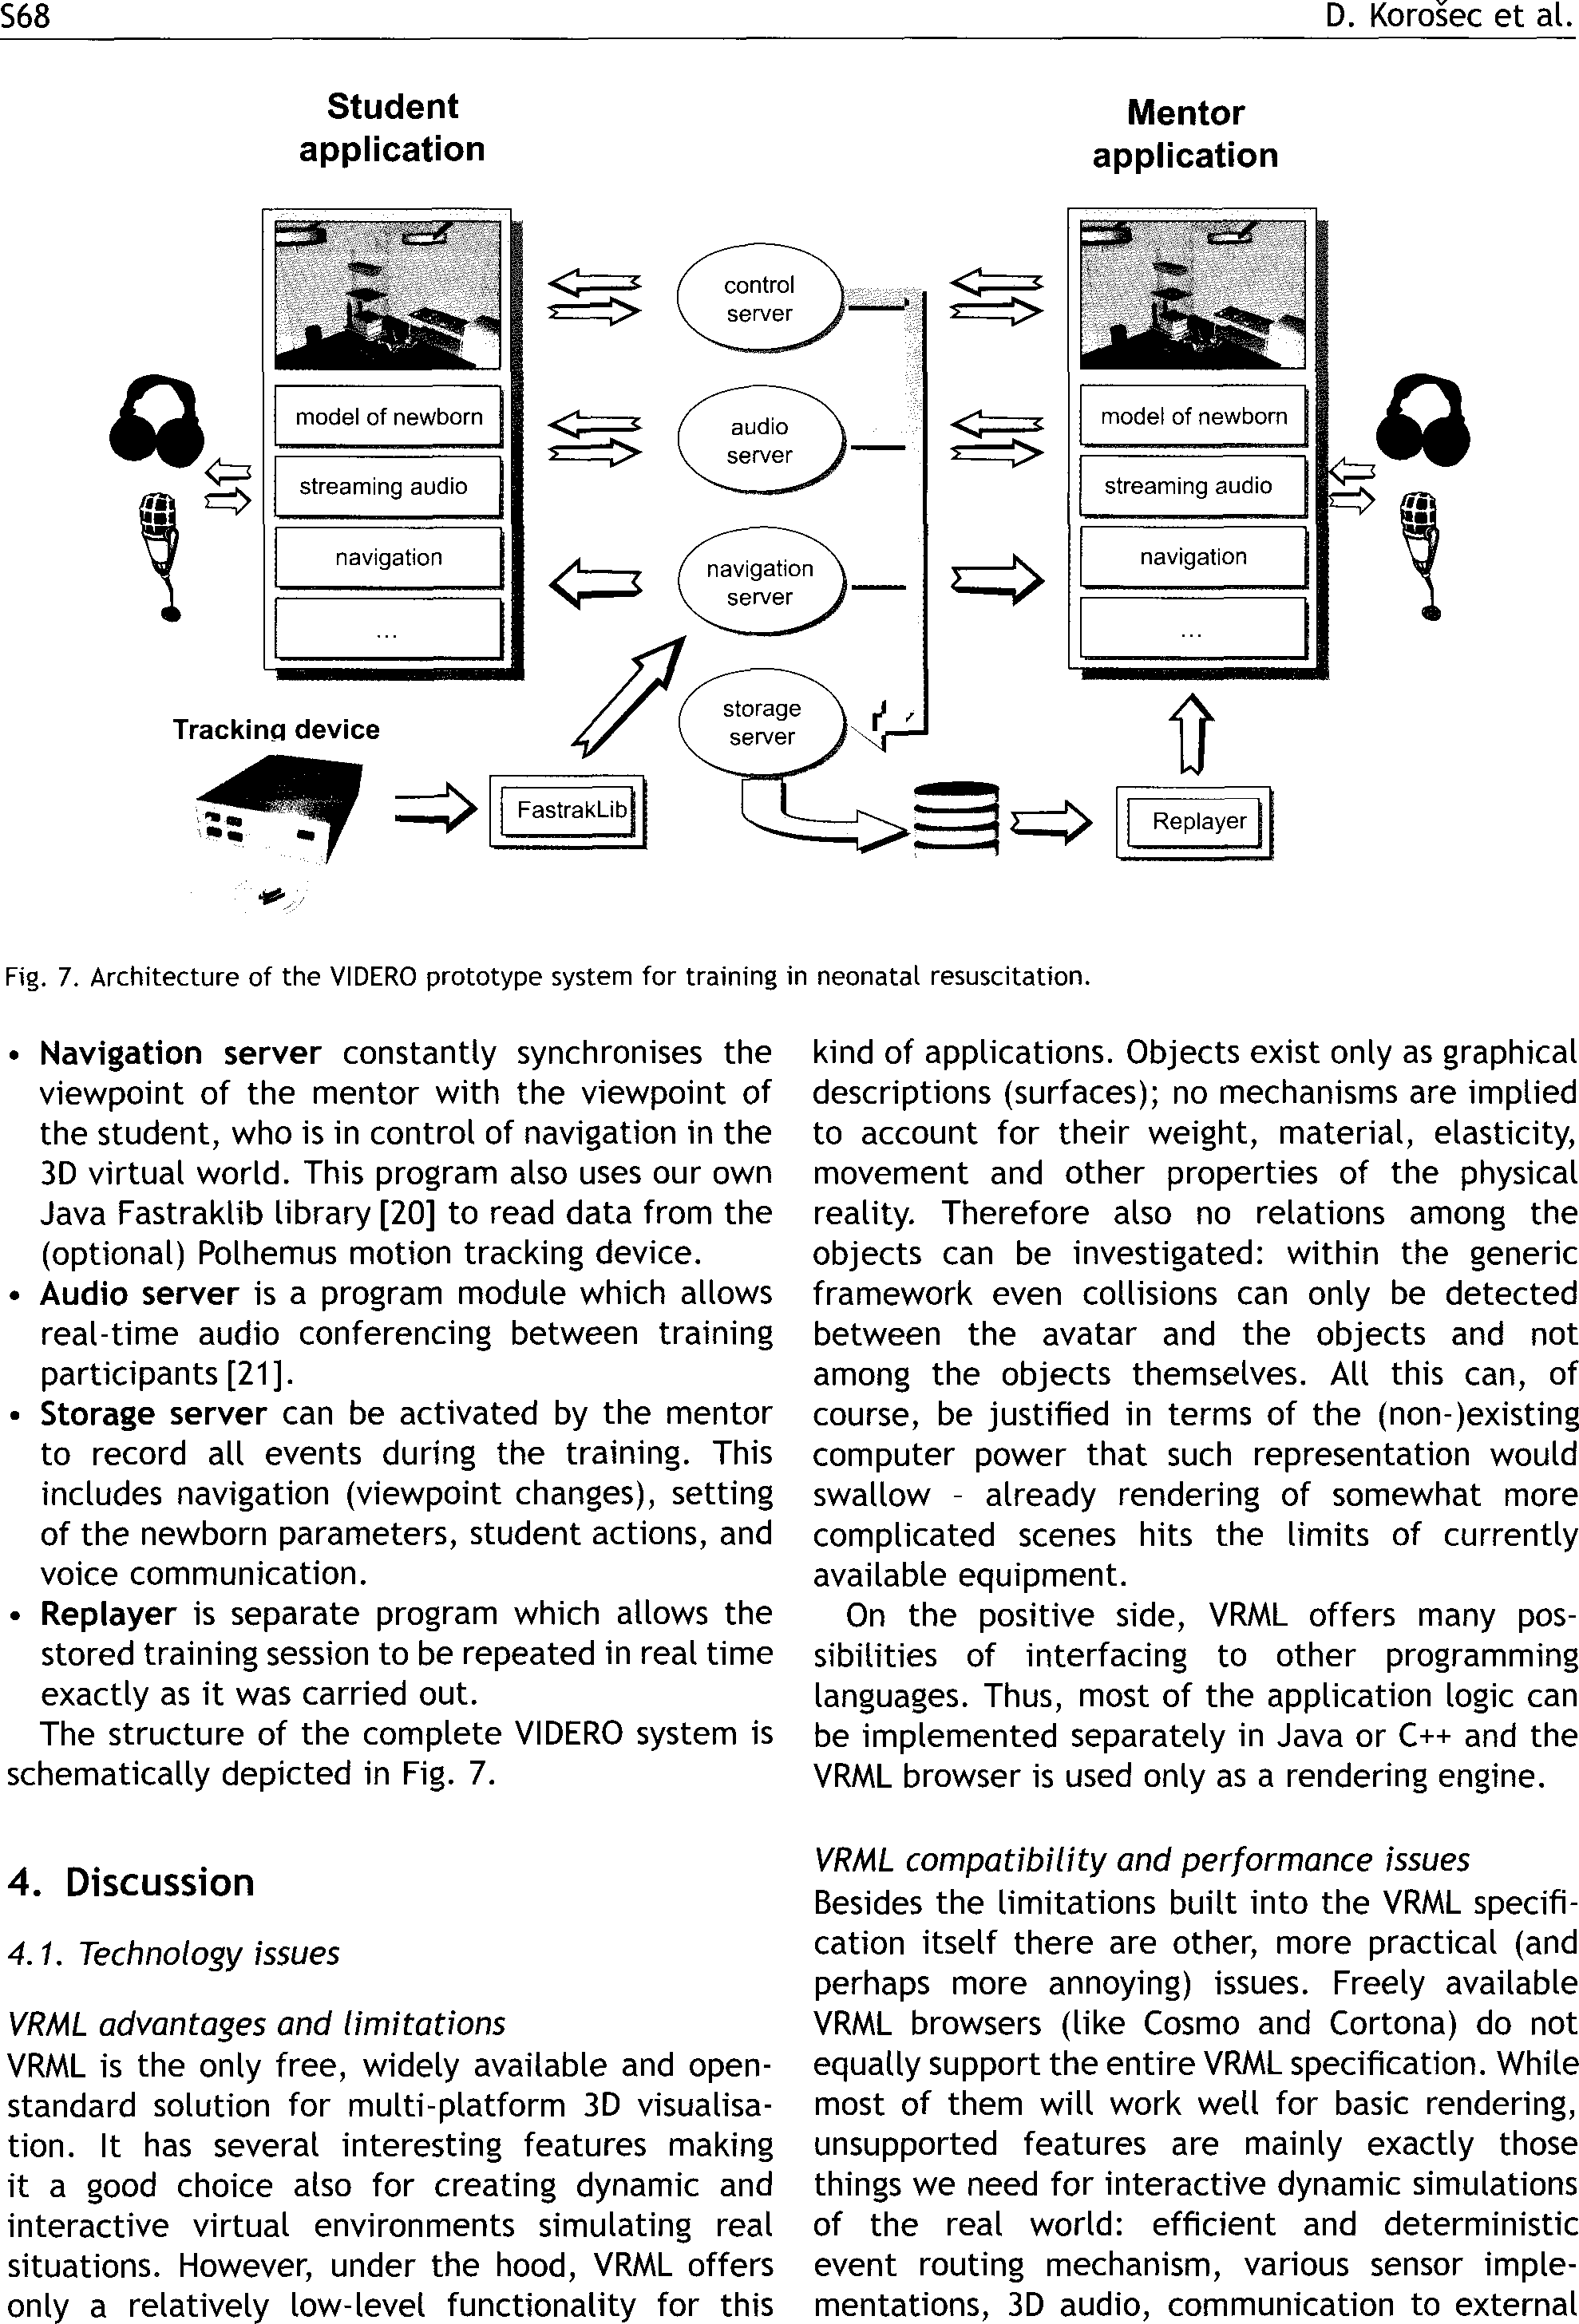 S68
D. Korošec et al.
Student
application
Mentor
application
control
server
model of newborn
audio
server
model of newborn
streaming audio
streaming audio
navigation
navigation
server
navigation
...
...
storage
server
Tracking device
FastrakLib
Replayer
Fig. 7. Architecture of the VIDERO prototype system for training in neonatal resuscitation.
• Navigation server constantly synchronises the
viewpoint of the mentor with the viewpoint of
the student, who is in control of navigation in the
3D virtual world. This program also uses our own
Java Fastraklib library [20] to read data from the
(optional) Polhemus motion tracking device.
• Audio server is a program module which allows
real-time audio conferencing between training
participants [21].
• Storage server can be activated by the mentor
to record all events during the training. This
includes navigation (viewpoint changes), setting
of the newborn parameters, student actions, and
voice communication.
• Replayer is separate program which allows the
stored training session to be repeated in real time
exactly as it was carried out.
The structure of the complete VIDERO system is
schematically depicted in Fig. 7.
4. Discussion
4.1. Technology issues
VRML advantages and limitations
VRML is the only free, widely available and open-
standard solution for multi-platform 3D visualisa-
tion. It has several interesting features making
it a good choice also for creating dynamic and
interactive virtual environments simulating real
situations. However, under the hood, VRML offers
only a relatively low-level functionality for this
kind of applications. Objects exist only as graphical
descriptions (surfaces); no mechanisms are implied
to account for their weight, material, elasticity,
movement and other properties of the physical
reality. Therefore also no relations among the
objects can be investigated: within the generic
framework even collisions can only be detected
between the avatar and the objects and not
among the objects themselves. All this can, of
course, be justified in terms of the (non-)existing
computer power that such representation would
swallow - already rendering of somewhat more
complicated scenes hits the limits of currently
available equipment.
On the positive side, VRML offers many pos-
sibilities of interfacing to other programming
languages. Thus, most of the application logic can
be implemented separately in Java or C++ and the
VRML browser is used only as a rendering engine.
VRML compatibility and performance issues
Besides the limitations built into the VRML specifi-
cation itself there are other, more practical (and
perhaps more annoying) issues. Freely available
VRML browsers (like Cosmo and Cortona) do not
equally support the entire VRML specification. While
most of them will work well for basic rendering,
unsupported features are mainly exactly those
things we need for interactive dynamic simulations
of the real world: efficient and deterministic
event routing mechanism, various sensor imple-
mentations, 3D audio, communication to external